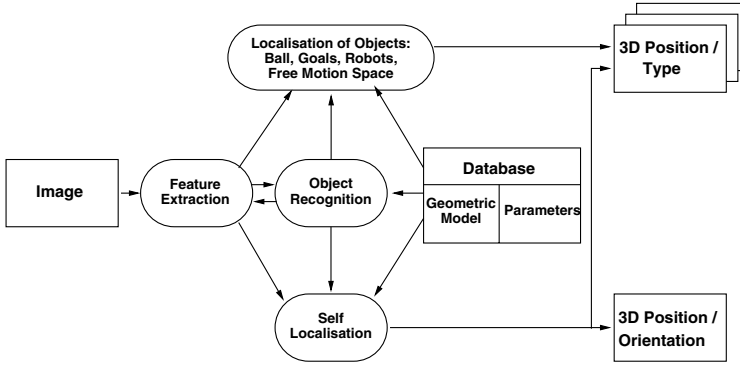 Localisation of Objects:
Ball, Goals, Robots,
Free Motion Space
3D Position /
Type
Image
Feature
Extraction
Object
Recognition
Database
Geometric
Model
Parameters
Self
Localisation
3D Position /
Orientation